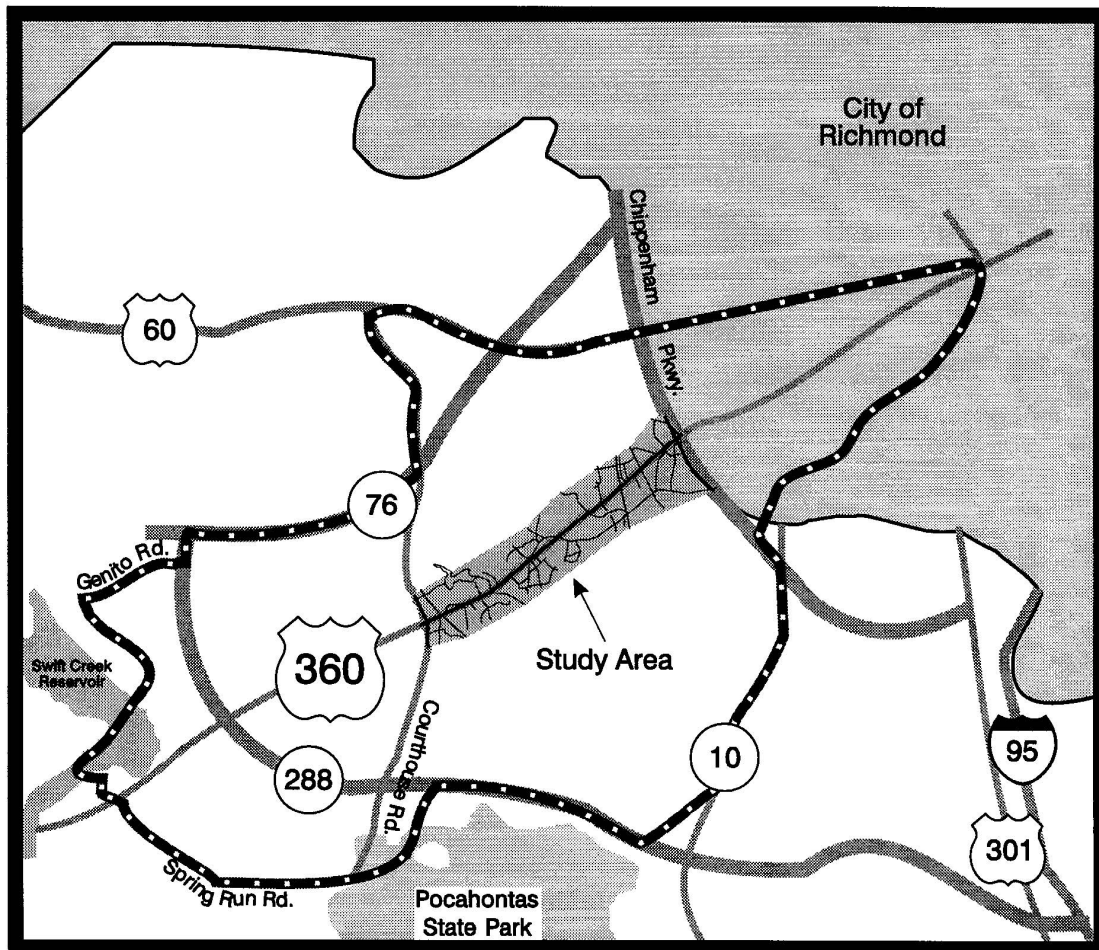 City of
Richmond
Chippenham
Pkwy.
60
76
Genito Rd.
Swift Creek
Reservoir
360
Study Area
Courthouse Rd.
288
10
95
301
Spring Run Rd.
Pocahontas
State Park